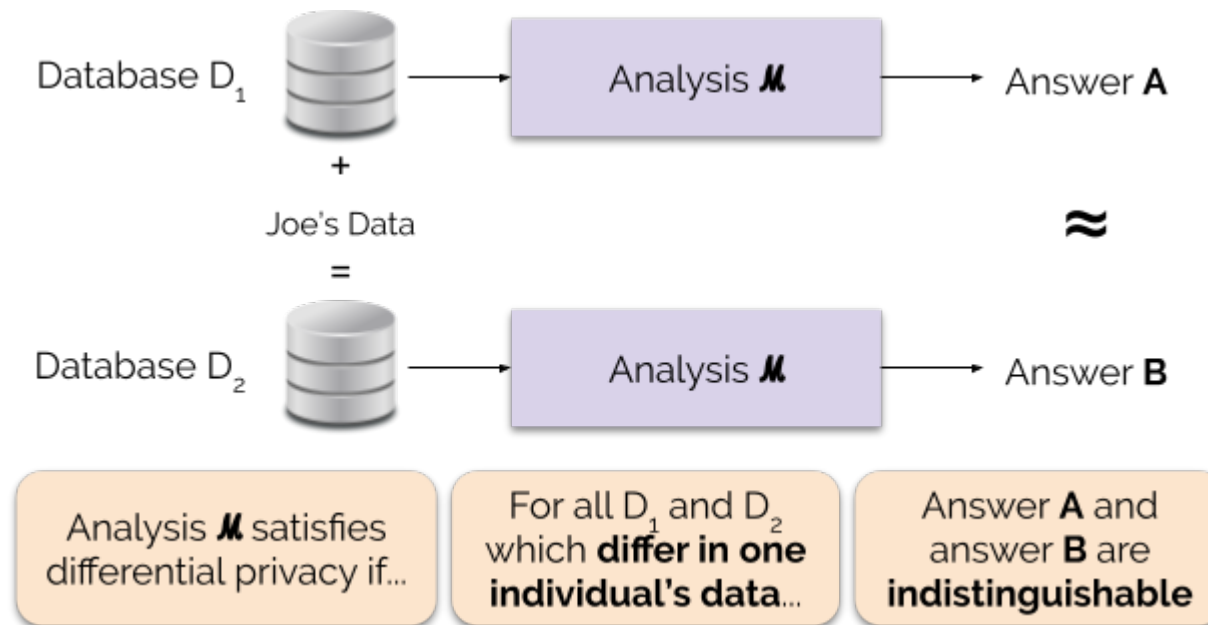 Database D₁
Analysis 𝓜
Answer A
+
Joe's Data
=
≈
Database D₂
Analysis 𝓜
Answer B
Analysis 𝓜 satisfies
differential privacy if...
For all D₁ and D₂
which differ in one
individual's data...
Answer A and
answer B are
indistinguishable